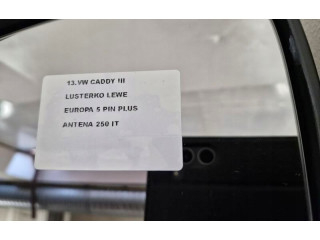 13.VW CADDY III
LUSTERKO LEWE
EUROPA 5 PIN PLUS
ANTENA 250 IT